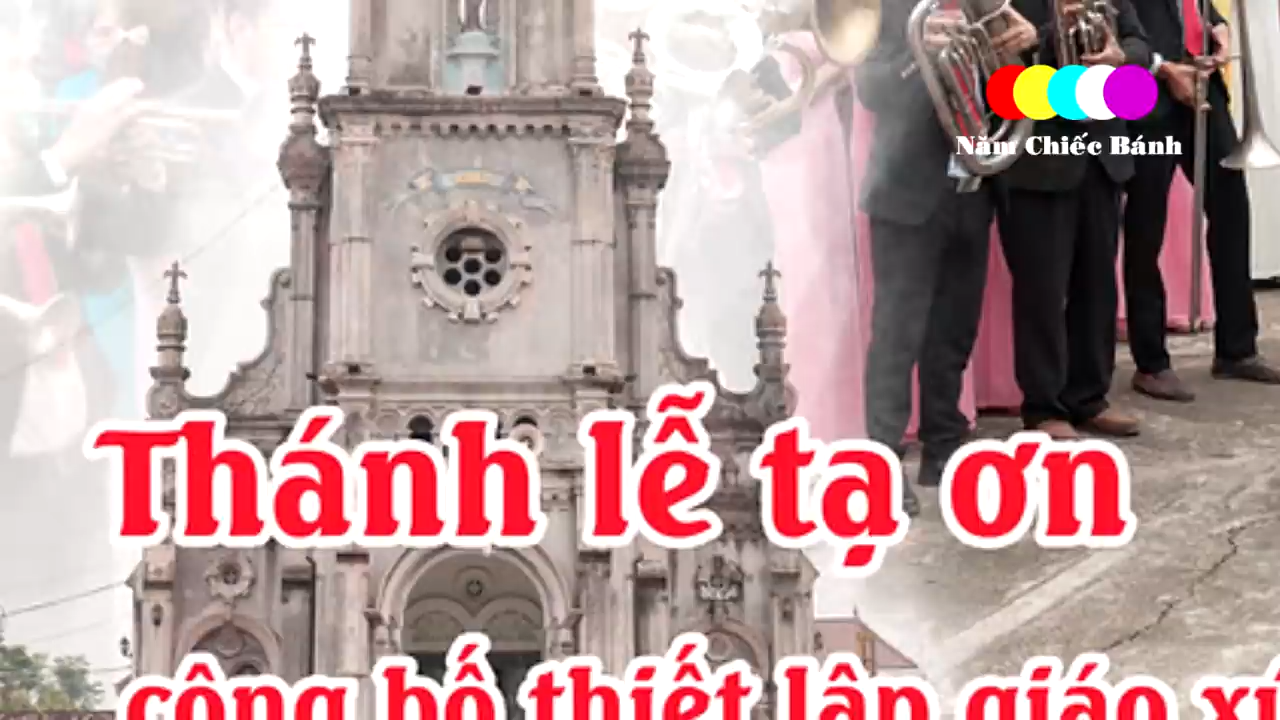 Năm Chiếc Bánh
Thánh lễ tạ ơn
công bố thiết lập giáo xứ